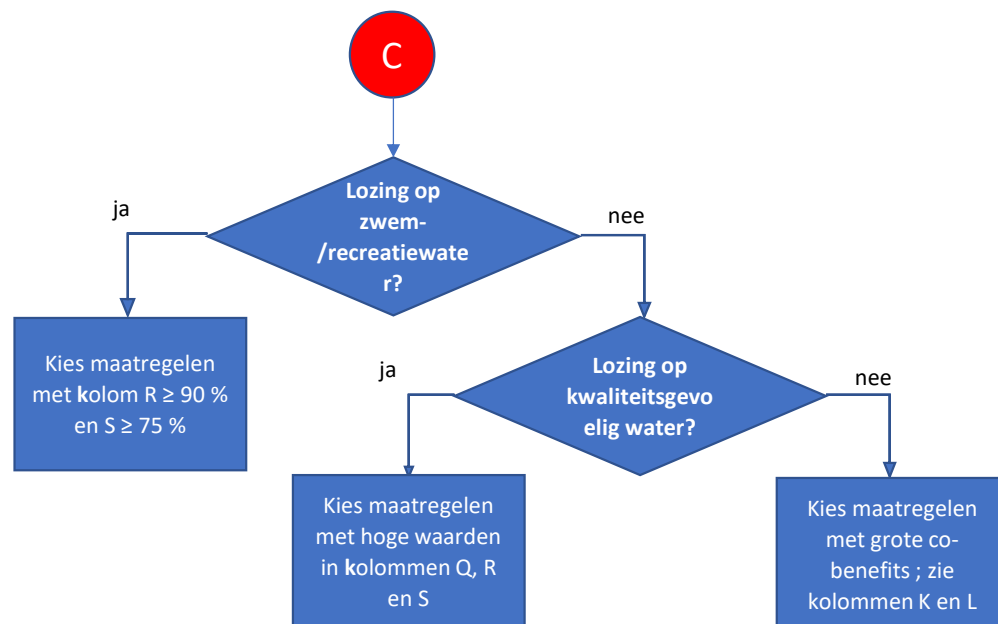 C
Lozing op
zwem-
/recreatiewate
r?
ja
nee
Kies maatregelen
met kolom R ≥ 90 %
en S ≥ 75 %
Lozing op
kwaliteitsgevo
elig water?
ja
nee
Kies maatregelen
met hoge waarden
in kolommen Q, R
en S
Kies maatregelen
met grote co-
benefits ; zie
kolommen K en L